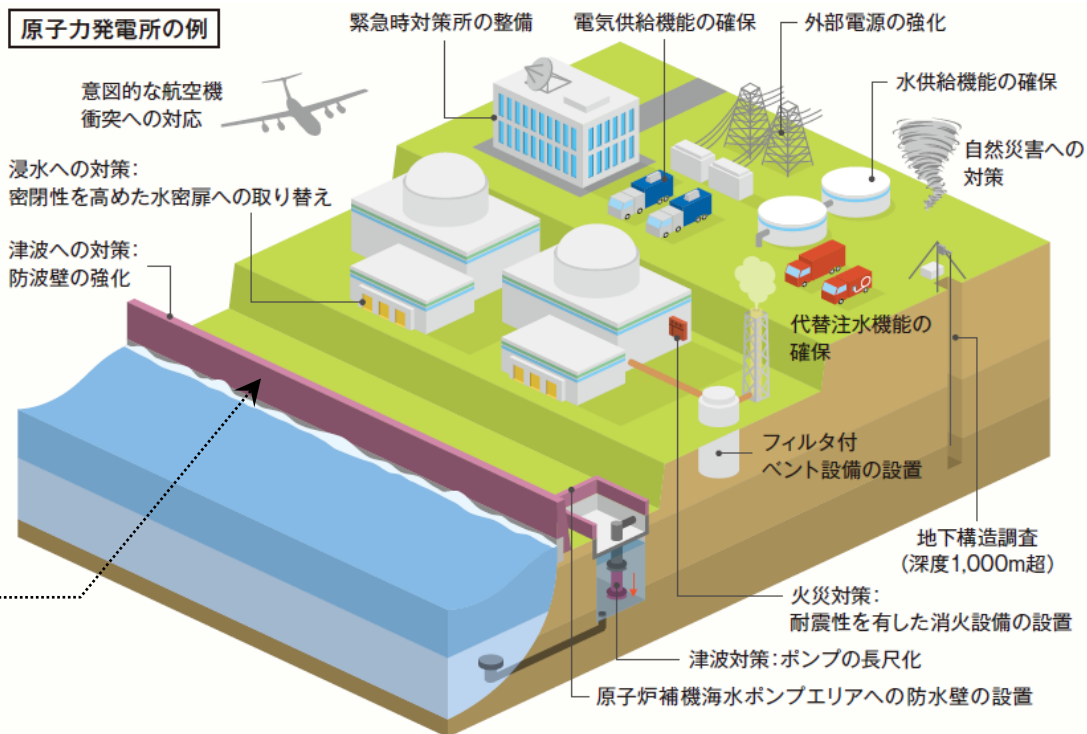 原子力発電所の例
緊急時対策所の整備
電気供給機能の確保
外部電源の強化
意図的な航空機
衝突への対応
水供給機能の確保
自然災害への
対策
浸水への対策：
密閉性を高めた水密扉への取り替え
津波への対策：
防波壁の強化
代替注水機能の
確保
フィルタ付
ベント設備の設置
地下構造調査
（深度1,000m超）
火災対策：
耐震性を有した消火設備の設置
津波対策：ポンプの長尺化
原子炉補機海水ポンプエリアへの防水壁の設置